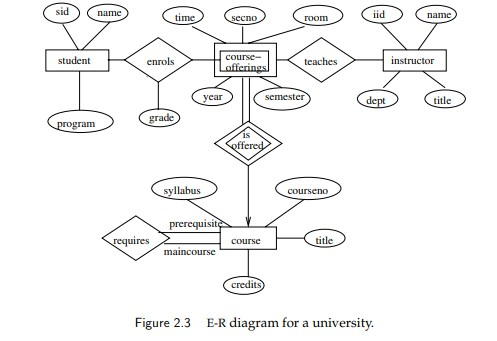 sid
name
time
secno
room
iid
name
student
enrols
course–
offerings
teaches
instructor
program
grade
year
semester
dept
title
is
offered
syllabus
courseno
prerequisite
requires
maincourse
course
title
credits
Figure 2.3 E-R diagram for a university.